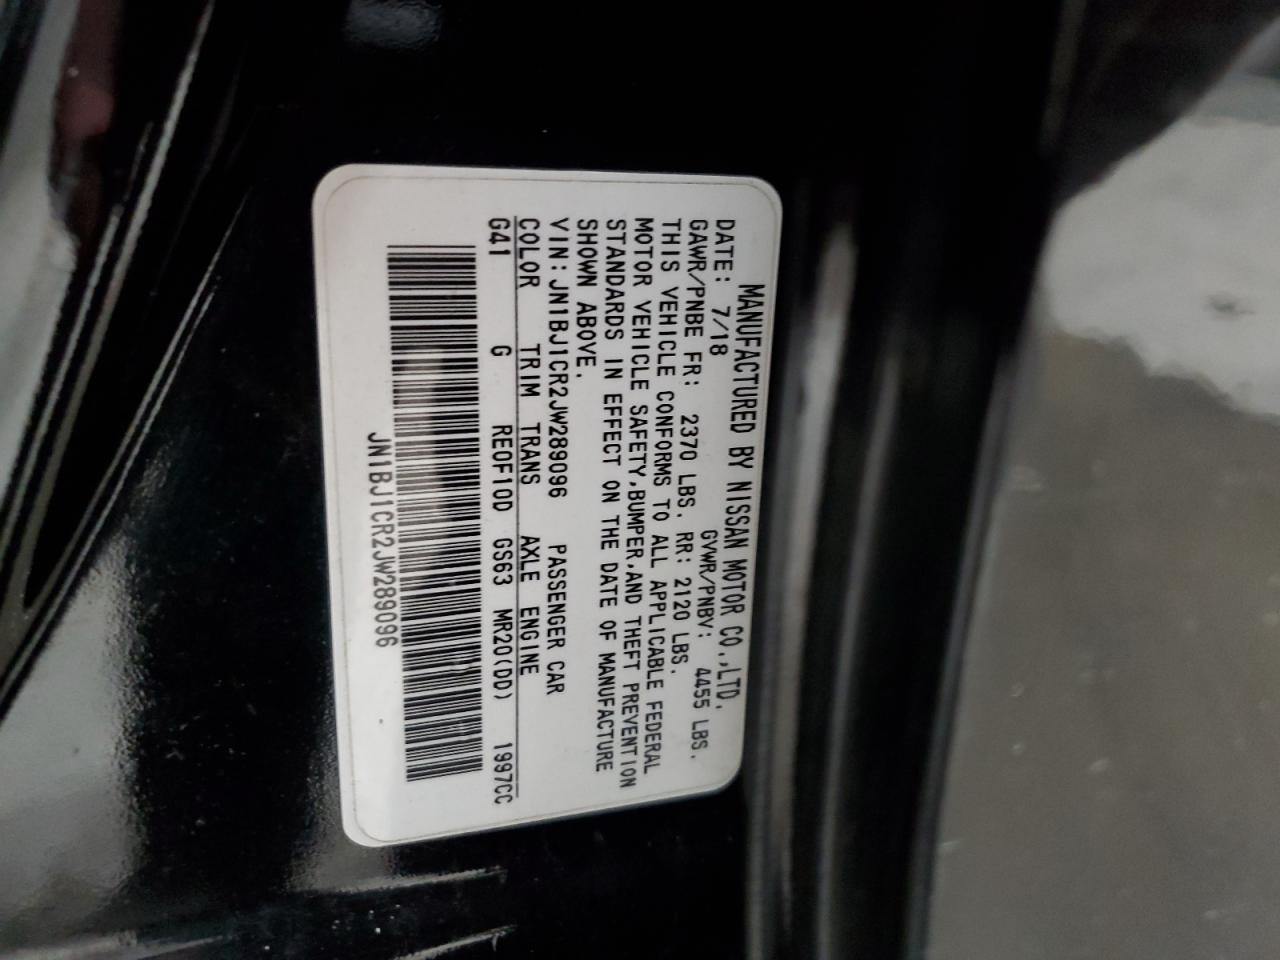 MANUFACTURED BY NISSAN MOTOR CO.,LTD.
DATE: 7/18 GVWR/PNBV: 4455 LBS.
GAWR/PNBE FR: 2370 LBS. RR: 2120 LBS.
THIS VEHICLE CONFORMS TO ALL APPLICABLE FEDERAL
MOTOR VEHICLE SAFETY,BUMPER,AND THEFT PREVENTION
STANDARDS IN EFFECT ON THE DATE OF MANUFACTURE
SHOWN ABOVE.
VIN:JN1BJ1CR2JW289096 PASSENGER CAR
COLOR TRIM TRANS AXLE ENGINE
G41 G RE0F10D GS63 MR20(DD) 1997CC
JN1BJ1CR2JW289096